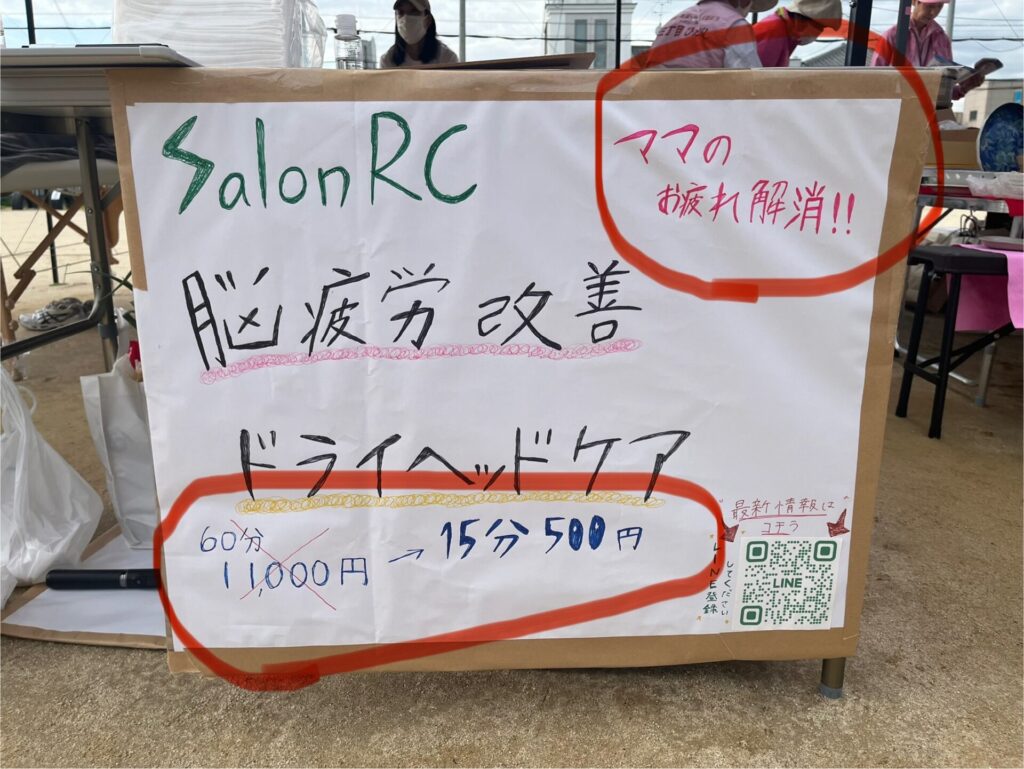 Salon RC
ママの
お疲れ解消!!
脳疲労改善
ドライヘッドケア
60分
11,000円 → 15分 500円
最新情報は
コチラ
LINE登録
してください
LINE